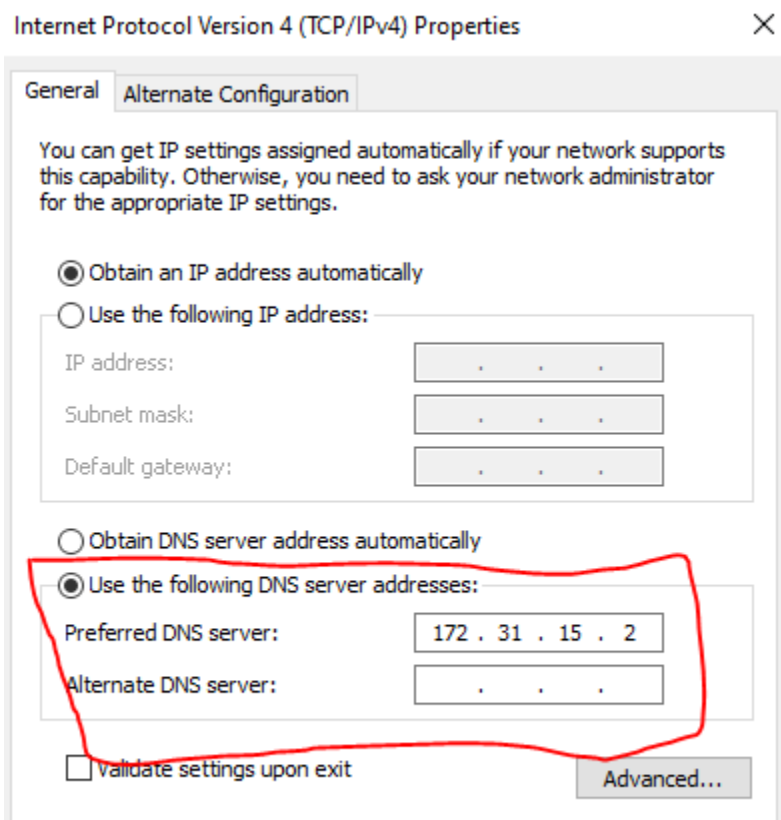 Internet Protocol Version 4 (TCP/IPv4) Properties
General
Alternate Configuration
You can get IP settings assigned automatically if your network supports
this capability. Otherwise, you need to ask your network administrator
for the appropriate IP settings.
Obtain an IP address automatically
Use the following IP address:
IP address:
. . .
Subnet mask:
. . .
Default gateway:
. . .
Obtain DNS server address automatically
Use the following DNS server addresses:
Preferred DNS server:
172 . 31 . 15 . 2
Alternate DNS server:
. . .
Validate settings upon exit
Advanced...